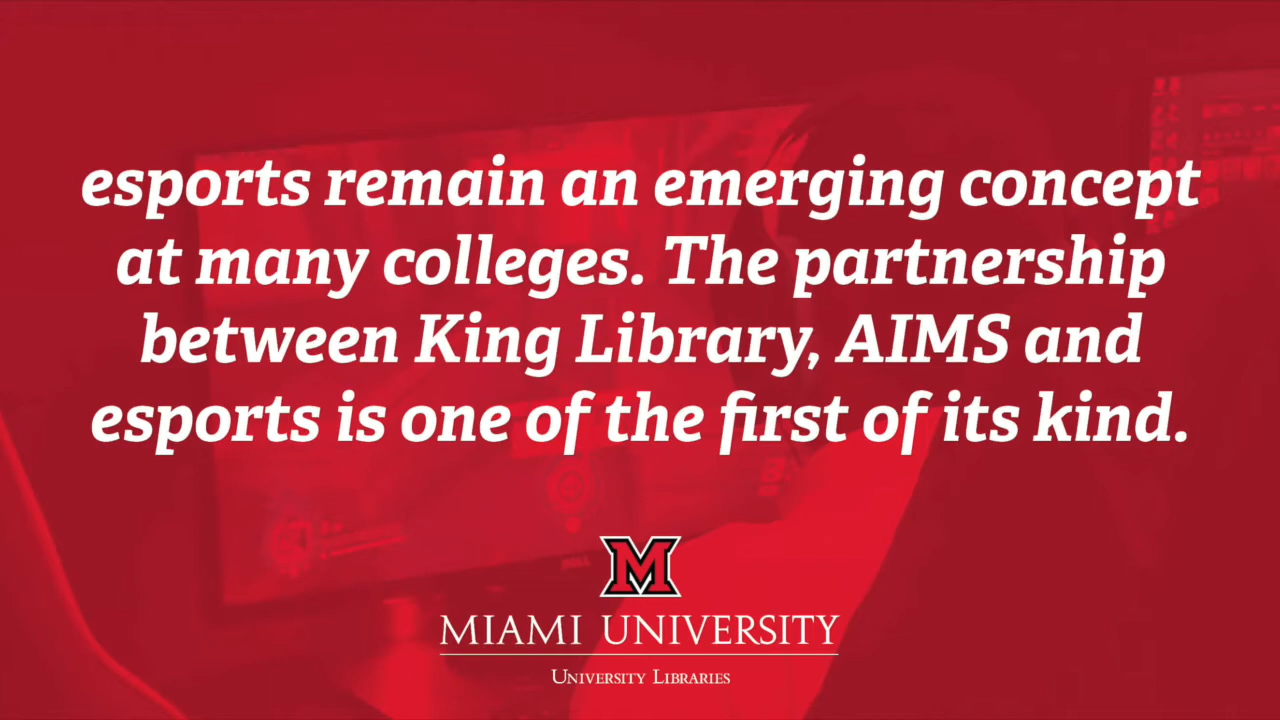 esports remain an emerging concept
at many colleges. The partnership
between King Library, AIMS and
esports is one of the first of its kind.
M
MIAMI UNIVERSITY
UNIVERSITY LIBRARIES